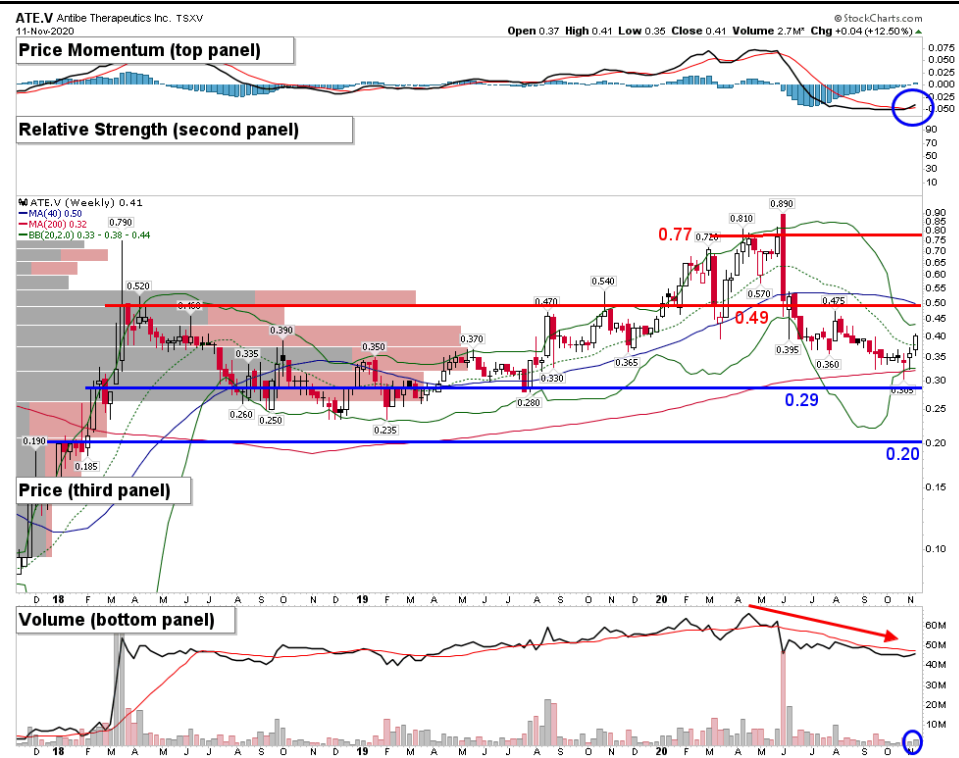 ATE.V Antibe Therapeutics Inc. TSXV
© StockCharts.com
11-Nov-2020
Open 0.37 High 0.41 Low 0.35 Close 0.41 Volume 2.7M* Chg +0.04 (+12.50%)
Price Momentum (top panel)
0.075
0.050
0.025
0.000
-0.025
-0.050
Relative Strength (second panel)
90
70
50
30
10
ATE.V (Weekly) 0.41
MA(40) 0.50
MA(200) 0.32
BB(20,2.0) 0.33 - 0.38 - 0.44
0.790
0.890
0.810
0.77
0.520
0.540
0.470
0.570
0.475
0.49
0.390
0.370
0.335
0.350
0.330
0.365
0.395
0.360
0.305
0.260
0.250
0.235
0.280
0.29
0.190
0.185
0.20
0.90
0.85
0.80
0.75
0.70
0.65
0.60
0.55
0.50
0.45
0.40
0.35
0.30
0.25
0.20
0.15
0.10
Price (third panel)
D 18 F M A M J J A S O N D 19 F M A M J J A S O N D 20 F M A M J J A S O N
Volume (bottom panel)
60M
50M
40M
30M
20M
10M
D 18 F M A M J J A S O N D 19 F M A M J J A S O N D 20 F M A M J J A S O N